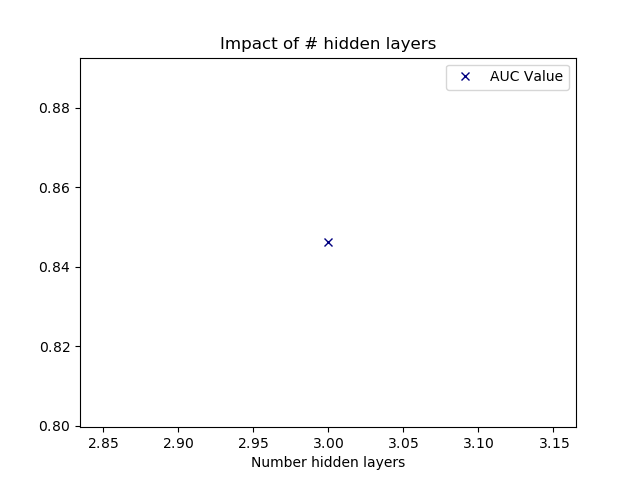 Impact of # hidden layers
AUC Value
0.88
0.86
0.84
0.82
0.80
2.85 2.90 2.95 3.00 3.05 3.10 3.15
Number hidden layers